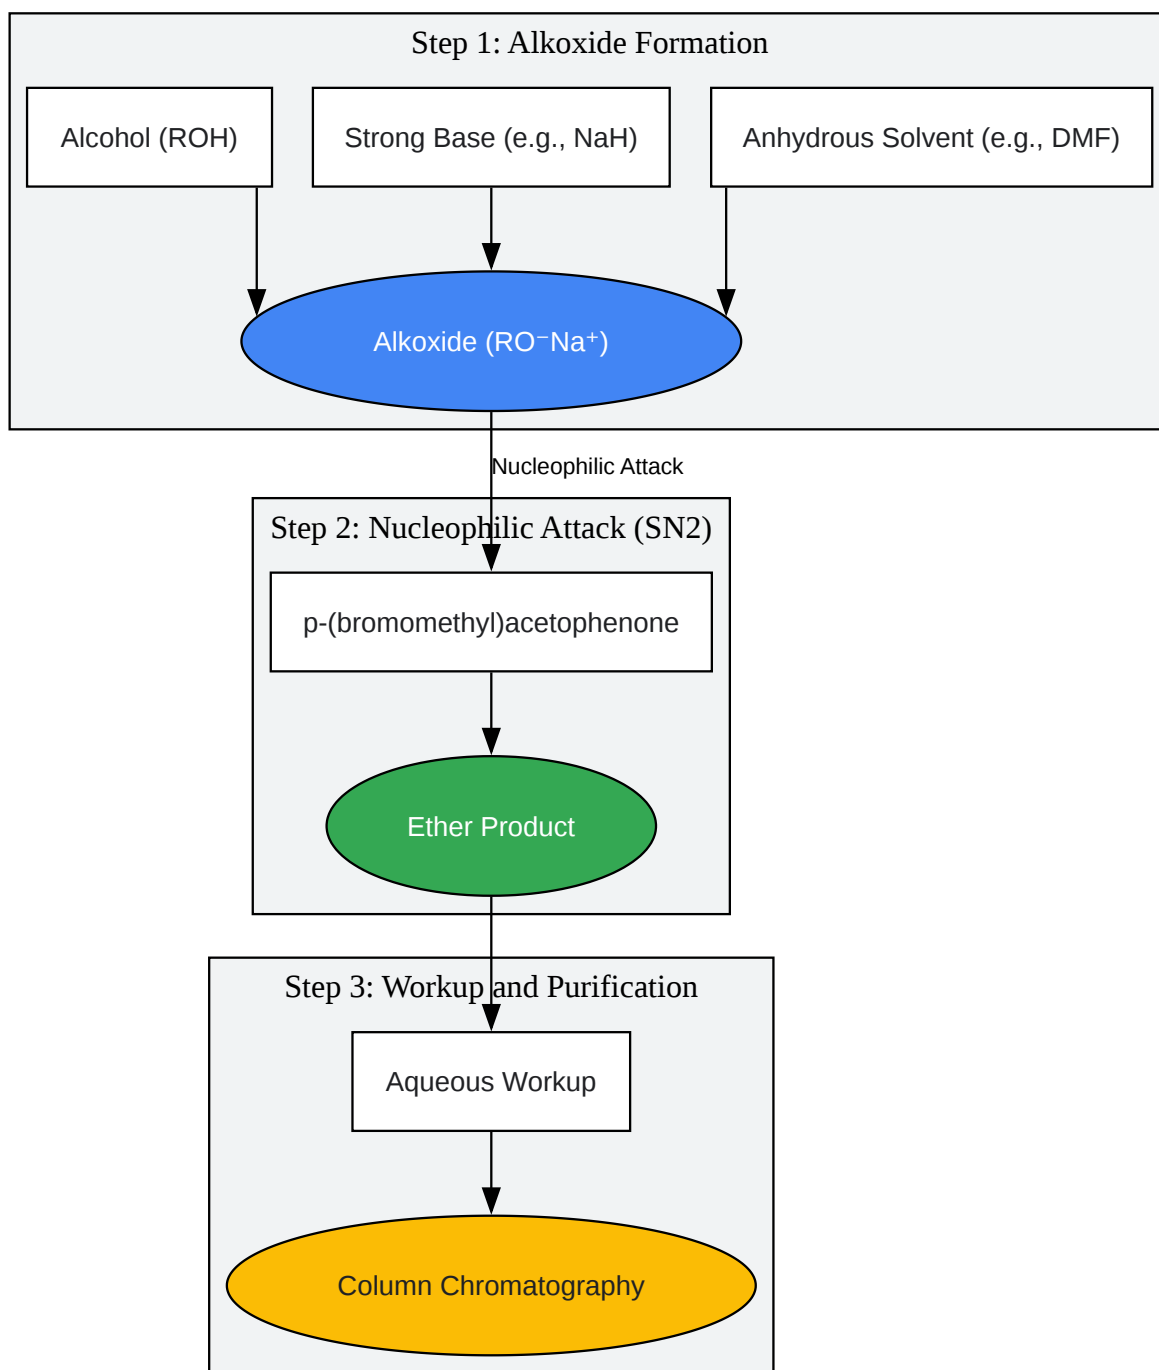 Step 1: Alkoxide Formation
Alcohol (ROH)
Strong Base (e.g., NaH)
Anhydrous Solvent (e.g., DMF)
Alkoxide (RO⁻Na⁺)
Nucleophilic Attack
Step 2: Nucleophilic Attack (SN2)
p-(bromomethyl)acetophenone
Ether Product
Step 3: Workup and Purification
Aqueous Workup
Column Chromatography